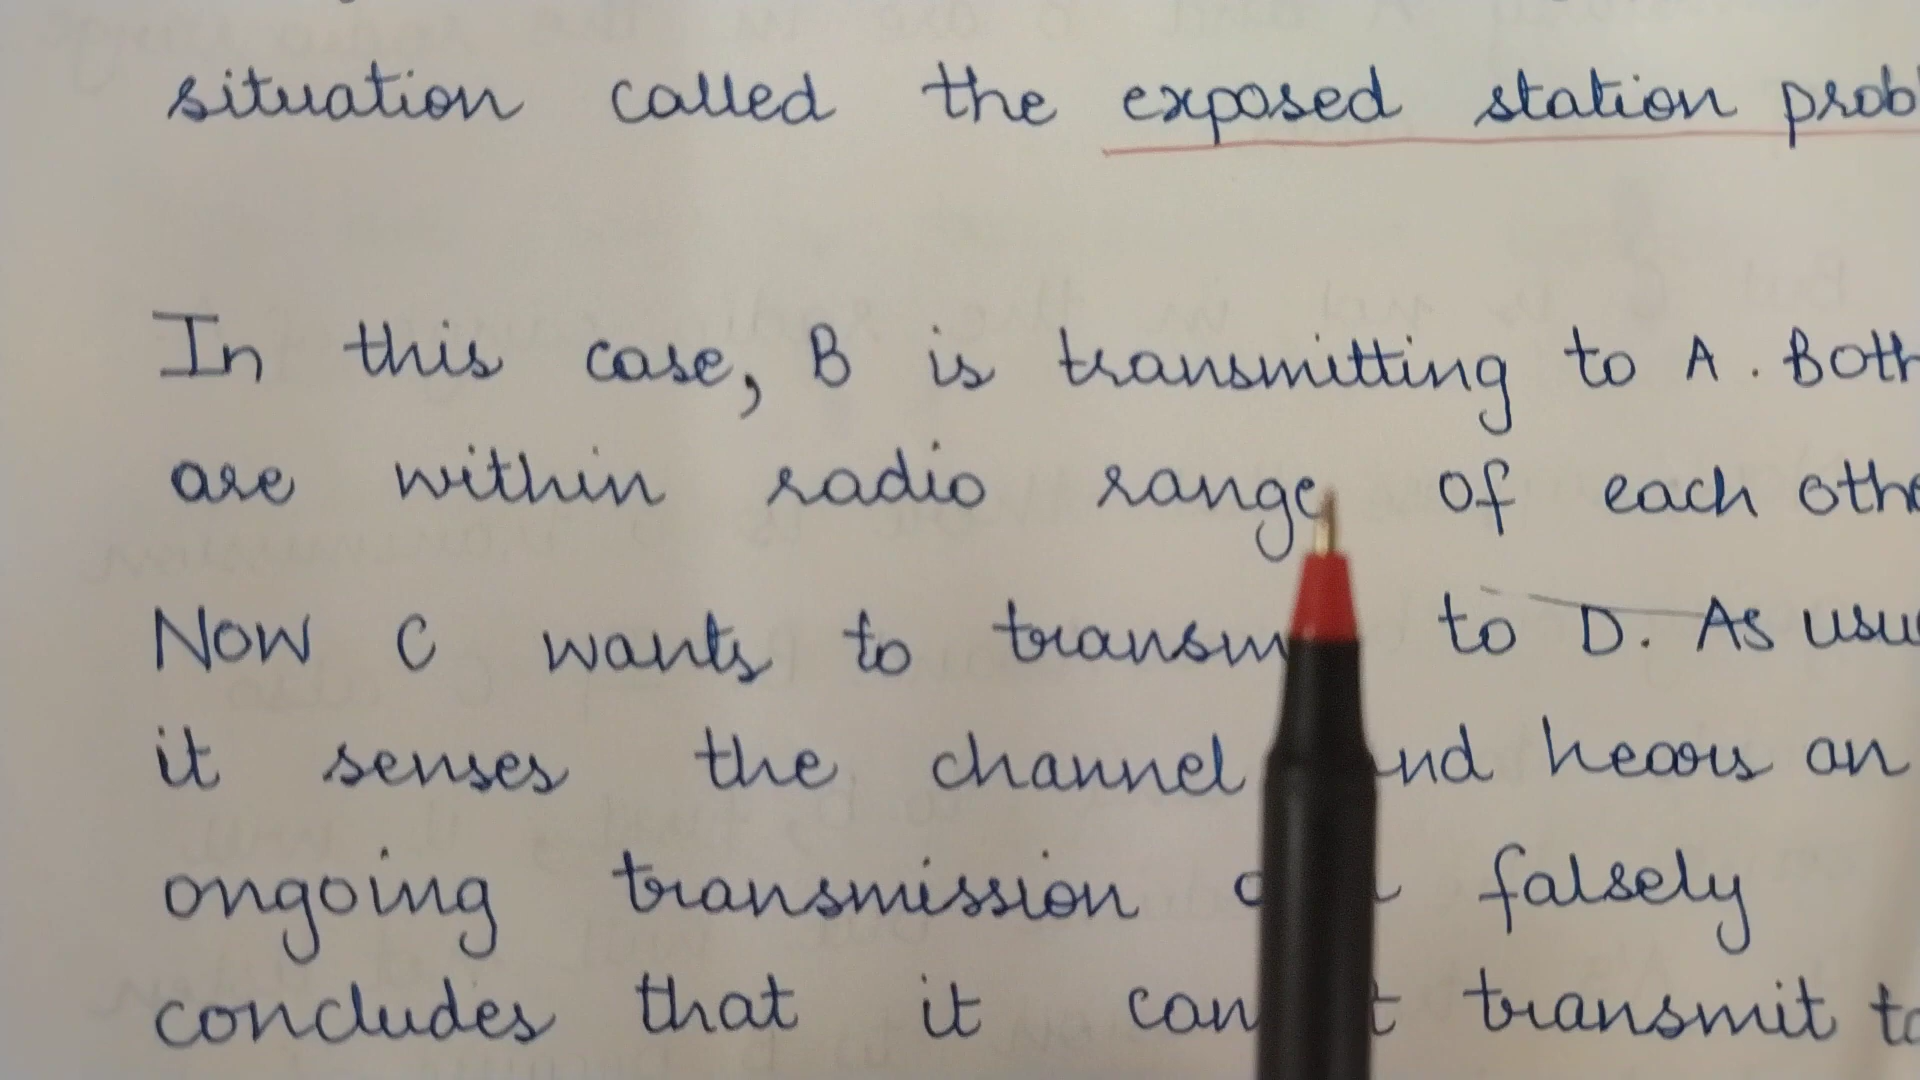 situation called the exposed station prob
In this case, B is transmitting to A. Both
are within radio range of each othe
Now C wants to transm to D. As usu
it senses the channel nd hears an
ongoing transmission falsely
concludes that it can t transmit to